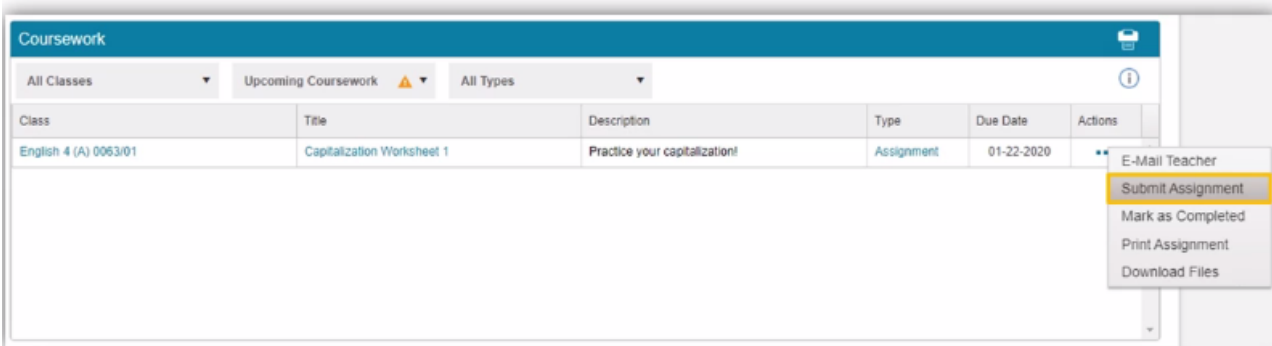 Coursework
All Classes Upcoming Coursework All Types
Class Title Description Type Due Date Actions
English 4 (A) 0063/01 Capitalization Worksheet 1 Practice your capitalization! Assignment 01-22-2020
E-Mail Teacher
Submit Assignment
Mark as Completed
Print Assignment
Download Files